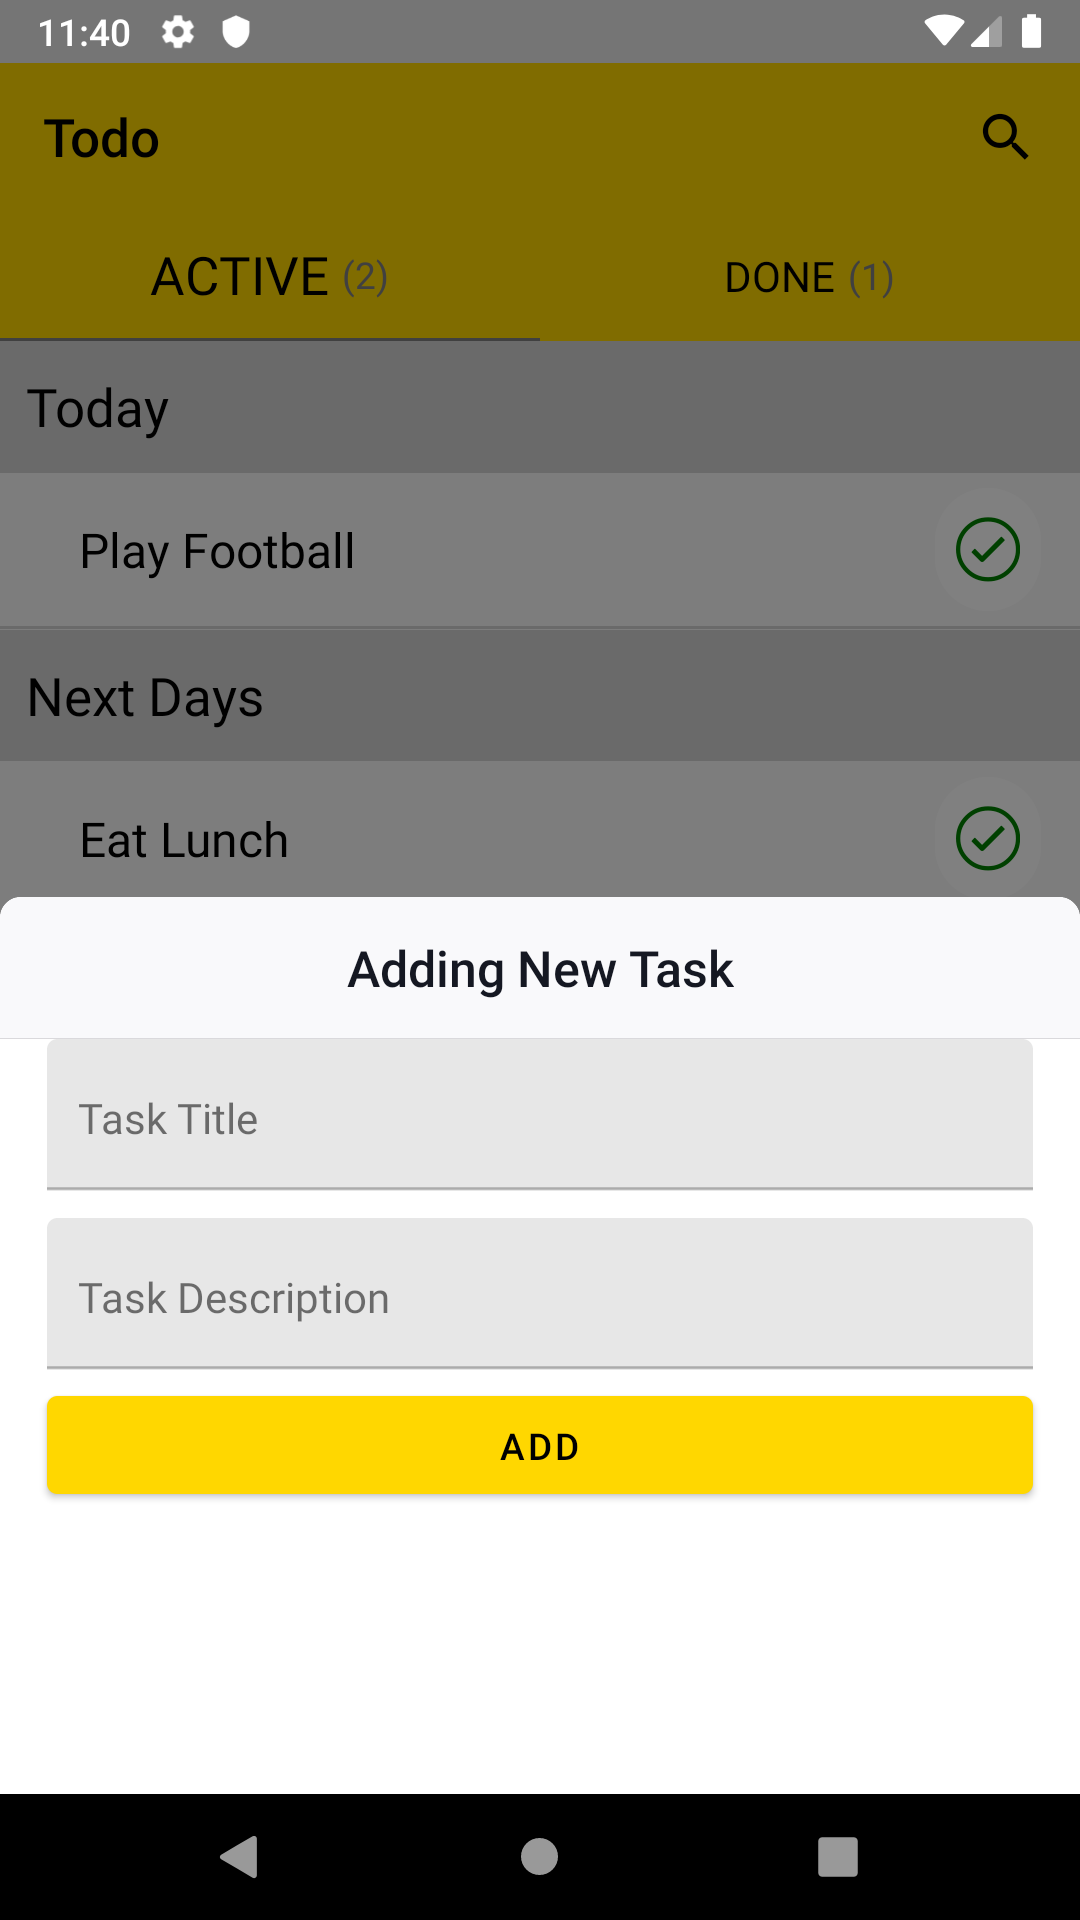 11:40
Todo
ACTIVE (2)
DONE (1)
Today
Play Football
Next Days
Eat Lunch
Adding New Task
Task Title
Task Description
ADD